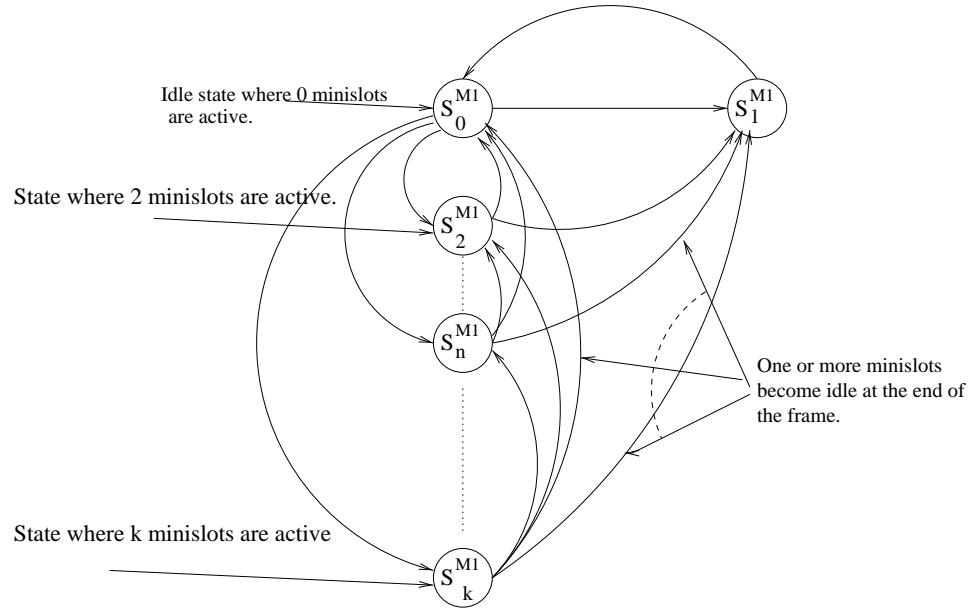 Idle state where 0 minislots
are active.
S₀ᴹ¹
S₁ᴹ¹
State where 2 minislots are active.
S₂ᴹ¹
Sₙᴹ¹
One or more minislots
become idle at the end of
the frame.
State where k minislots are active
Sₖᴹ¹